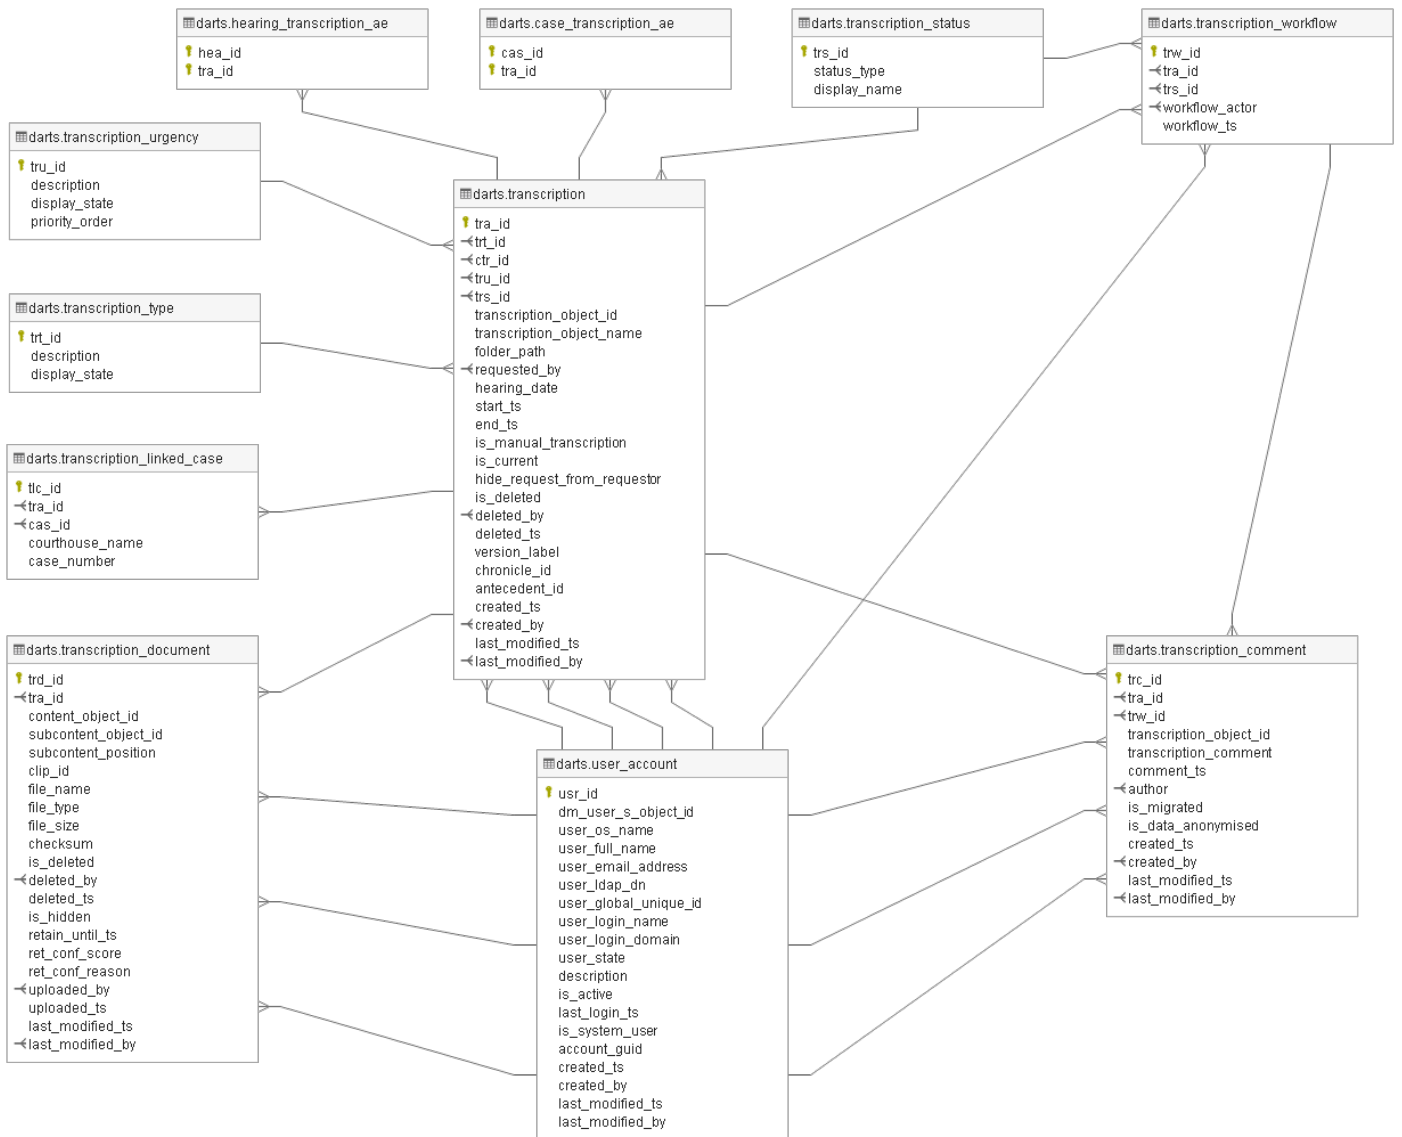 darts.hearing_transcription_ae
hea_id
tra_id
darts.case_transcription_ae
cas_id
tra_id
darts.transcription_status
trs_id
status_type
display_name
darts.transcription_workflow
trw_id
tra_id
trs_id
workflow_actor
workflow_ts
darts.transcription_urgency
tru_id
description
display_state
priority_order
darts.transcription
tra_id
trt_id
ctr_id
tru_id
trs_id
transcription_object_id
transcription_object_name
folder_path
requested_by
hearing_date
start_ts
end_ts
is_manual_transcription
is_current
hide_request_from_requestor
is_deleted
deleted_by
deleted_ts
version_label
chronicle_id
antecedent_id
created_ts
created_by
last_modified_ts
last_modified_by
darts.transcription_type
trt_id
description
display_state
darts.transcription_linked_case
tlc_id
tra_id
cas_id
courthouse_name
case_number
darts.transcription_document
trd_id
tra_id
content_object_id
subcontent_object_id
subcontent_position
clip_id
file_name
file_type
file_size
checksum
is_deleted
deleted_by
deleted_ts
is_hidden
retain_until_ts
ret_conf_score
ret_conf_reason
uploaded_by
uploaded_ts
last_modified_ts
last_modified_by
darts.user_account
usr_id
dm_user_s_object_id
user_os_name
user_full_name
user_email_address
user_ldap_dn
user_global_unique_id
user_login_name
user_login_domain
user_state
description
is_active
last_login_ts
is_system_user
account_guid
created_ts
created_by
last_modified_ts
last_modified_by
darts.transcription_comment
trc_id
tra_id
trw_id
transcription_object_id
transcription_comment
comment_ts
author
is_migrated
is_data_anonymised
created_ts
created_by
last_modified_ts
last_modified_by